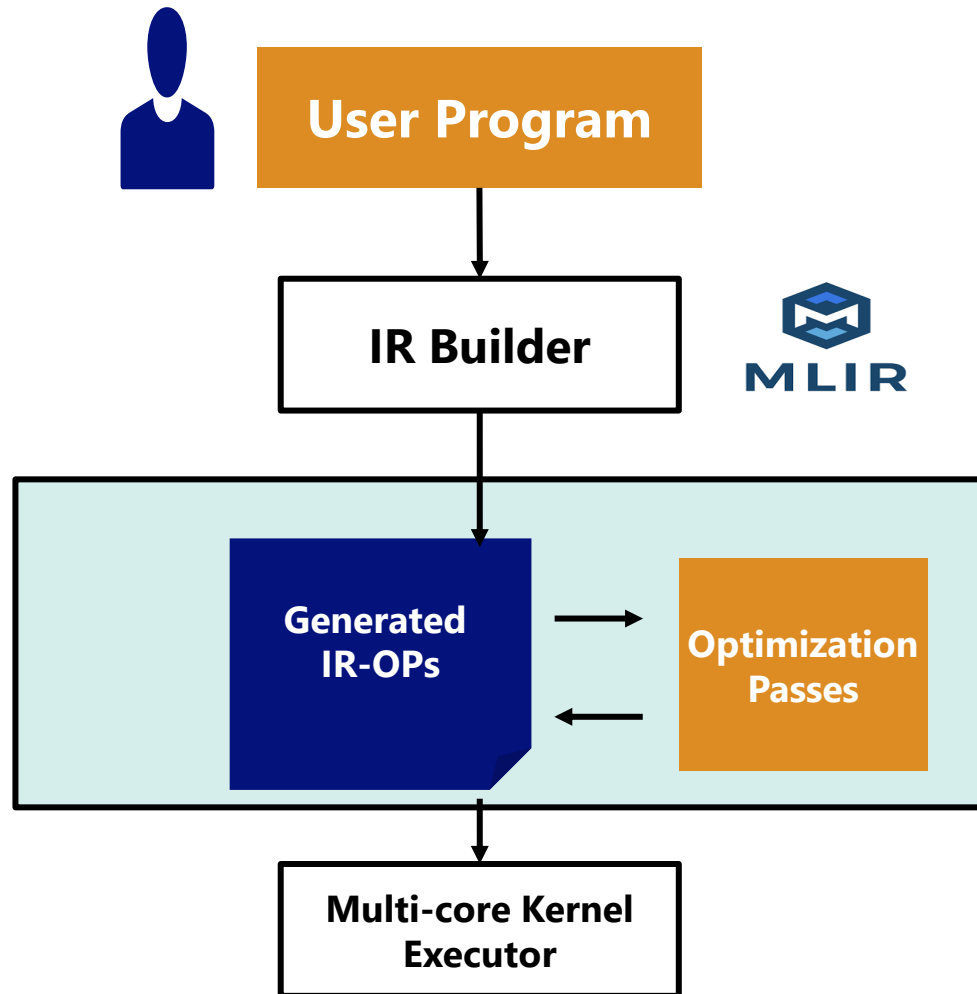 User Program
IR Builder
MLIR
Generated
IR-OPs
Optimization
Passes
Multi-core Kernel
Executor